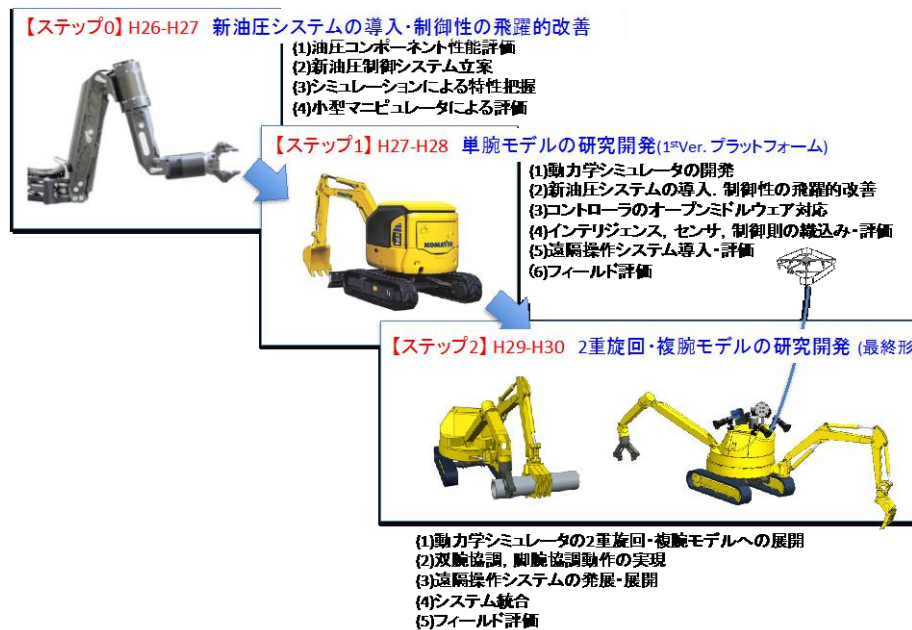 【ステップ0】 H26-H27 新油圧システムの導入・制御性の飛躍的改善
(1)油圧コンポーネント性能評価
(2)新油圧制御システム立案
(3)シミュレーションによる特性把握
(4)小型マニピュレータによる評価
【ステップ1】 H27-H28 単腕モデルの研究開発(1stVer. プラットフォーム)
(1)動力学シミュレータの開発
(2)新油圧システムの導入, 制御性の飛躍的改善
(3)コントローラのオープンミドルウェア対応
(4)インテリジェンス, センサ, 制御則の織込み・評価
(5)遠隔操作システム導入・評価
(6)フィールド評価
KOMATSU
【ステップ2】 H29-H30 2重旋回・複腕モデルの研究開発 (最終形
(1)動力学シミュレータの2重旋回・複腕モデルへの展開
(2)双腕協調, 脚腕協調動作の実現
(3)遠隔操作システムの発展・展開
(4)システム統合
(5)フィールド評価